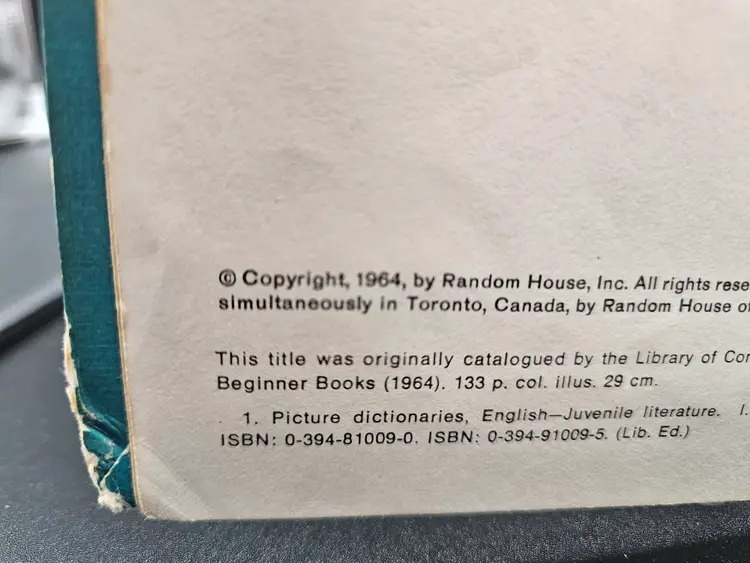 © Copyright, 1964, by Random House, Inc. All rights rese
simultaneously in Toronto, Canada, by Random House of
This title was originally catalogued by the Library of Con
Beginner Books (1964). 133 p. col. illus. 29 cm.
1. Picture dictionaries, English—Juvenile literature. I.
ISBN: 0-394-81009-0. ISBN: 0-394-91009-5. (Lib. Ed.)